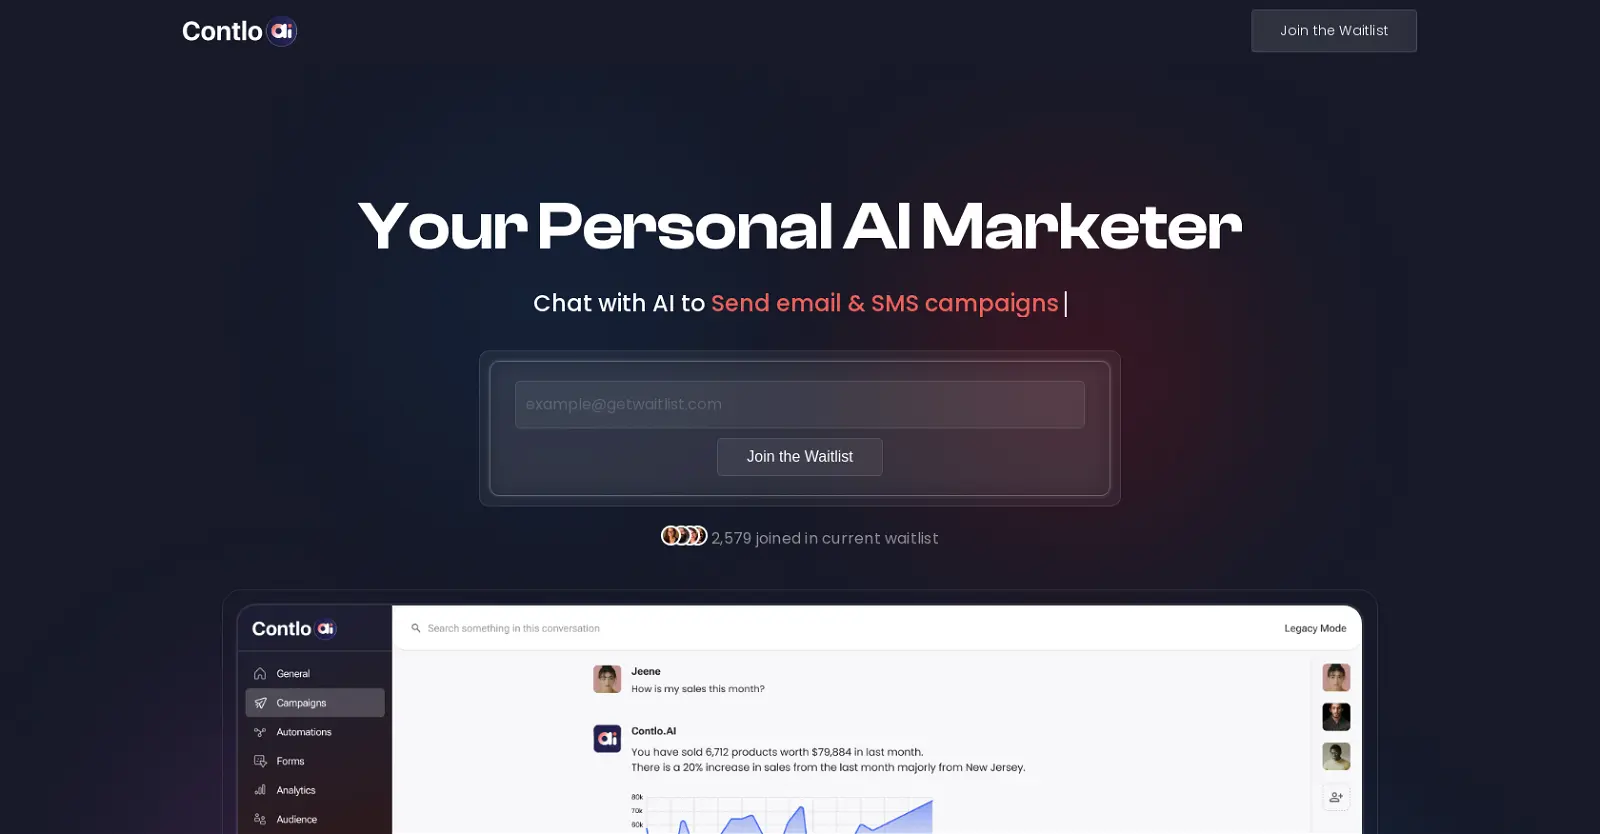 Contlo ai
Join the Waitlist
Your Personal AI Marketer
Chat with AI to Send email & SMS campaigns
example@getwaitlist.com
Join the Waitlist
2,579 joined in current waitlist
Contlo ai
Search something in this conversation
Legacy Mode
General
Campaigns
Automations
Forms
Analytics
Audience
Jeene
How is my sales this month?
ai
Contlo.AI
You have sold 6,712 products worth $79,884 in last month.
There is a 20% increase in sales from the last month majorly from New Jersey.
80k
70k
60k